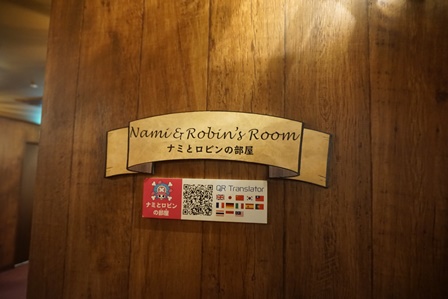 Nami & Robin's Room
ナミとロビンの部屋
QR Translator
ナミとロビン
の部屋